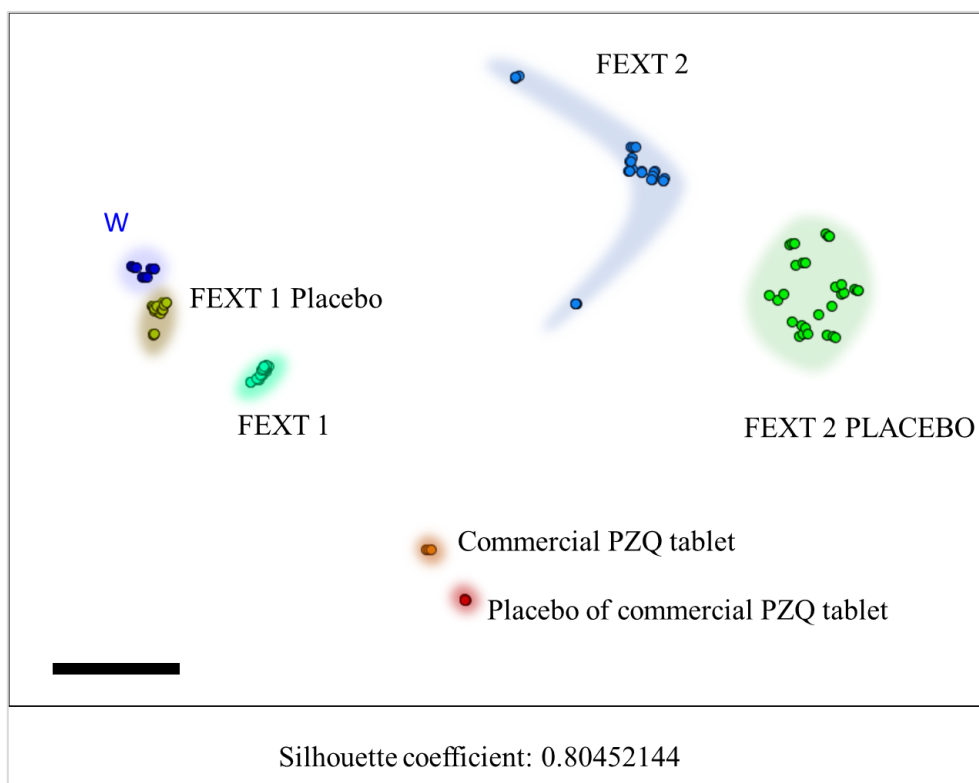 FEXT 2
W
FEXT 1 Placebo
FEXT 1
FEXT 2 PLACEBO
Commercial PZQ tablet
Placebo of commercial PZQ tablet
Silhouette coefficient: 0.80452144